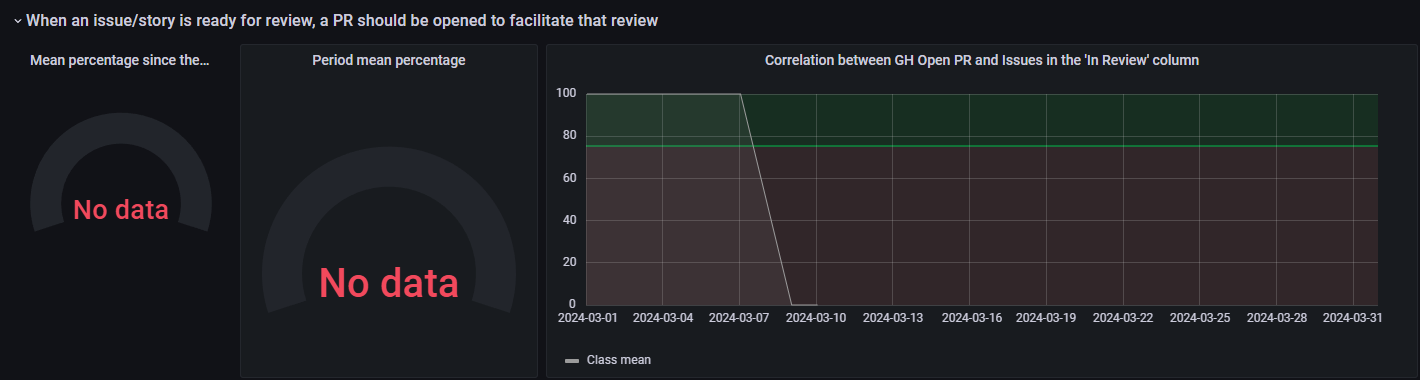 When an issue/story is ready for review, a PR should be opened to facilitate that review
Mean percentage since the...
No data
Period mean percentage
No data
Correlation between GH Open PR and Issues in the 'In Review' column
100
80
60
40
20
0
2024-03-01 2024-03-04 2024-03-07 2024-03-10 2024-03-13 2024-03-16 2024-03-19 2024-03-22 2024-03-25 2024-03-28 2024-03-31
Class mean